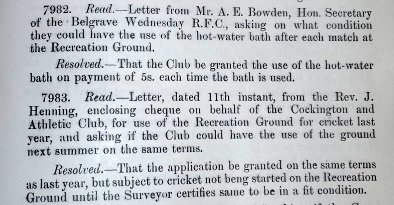 7982. Read.—Letter from Mr. A. E. Bowden, Hon. Secretary
of the Belgrave Wednesday R.F.C., asking on what condition
they could have the use of the hot-water bath after each match at
the Recreation Ground.
Resolved.—That the Club be granted the use of the hot-water
bath on payment of 5s. each time the bath is used.
7983. Read.—Letter, dated 11th instant, from the Rev. J.
Henning, enclosing cheque on behalf of the Cockington and
Athletic Club, for use of the Recreation Ground for cricket last
year, and asking if the Club could have the use of the ground
next summer on the same terms.
Resolved.—That the application be granted on the same terms
as last year, but subject to cricket not beng started on the Recreation
Ground until the Surveyor certifies same to be in a fit condition.